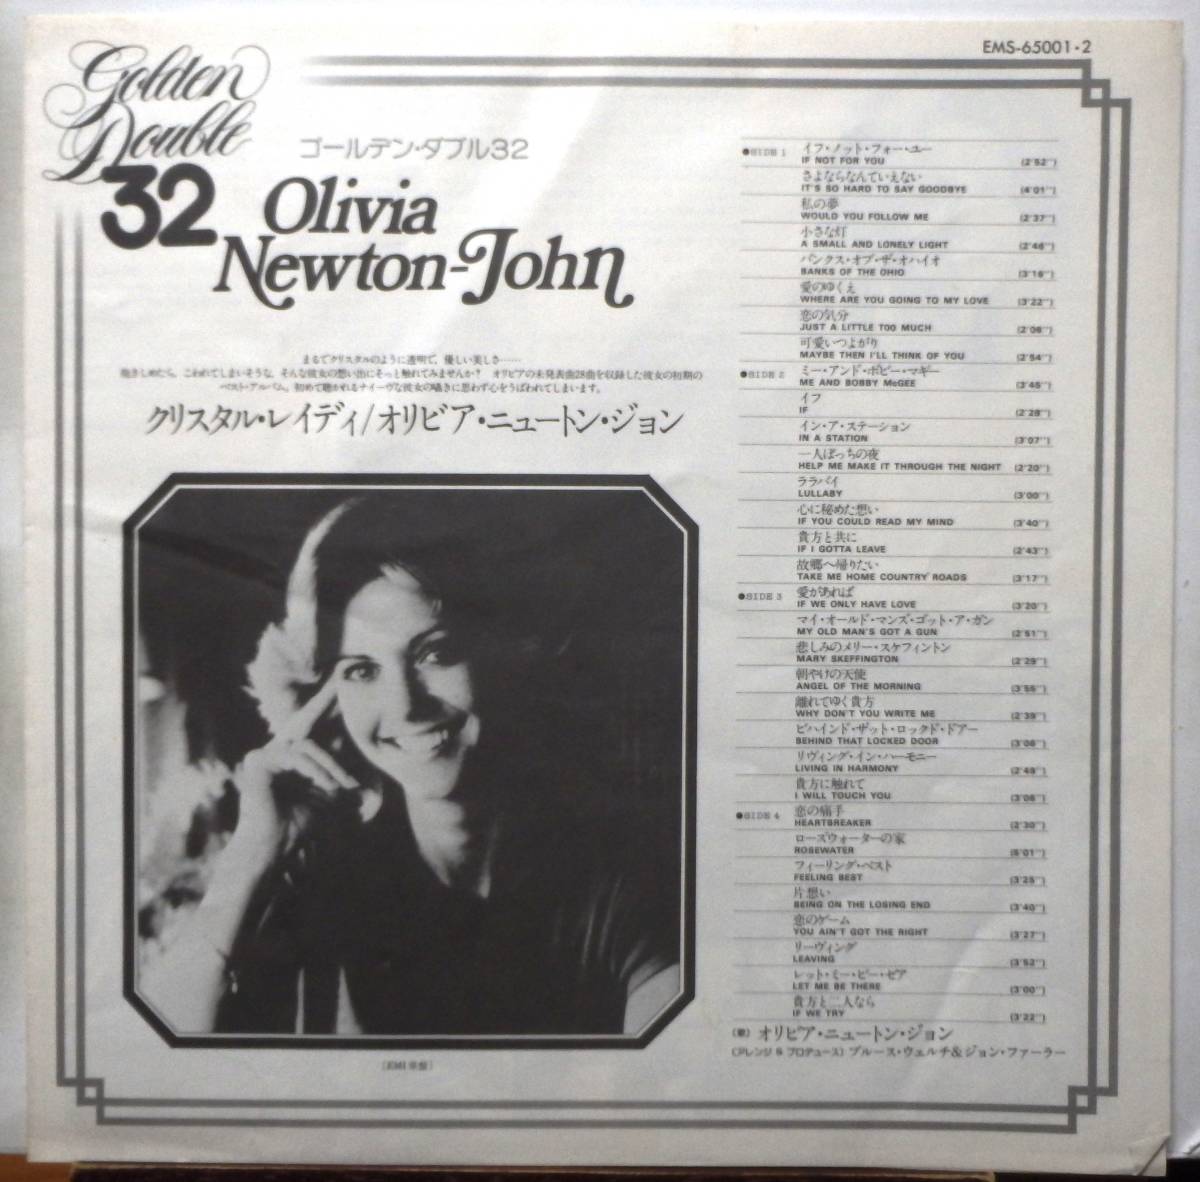 EMS-65001・2
Golden
Double
32
ゴールデン・ダブル32
Olivia
Newton-John
まるでクリスタルのように透明で、優しい美しさ……
抱きしめたら、こわれてしまいそうな、そんな彼女の想い出にそっと触れてみませんか? オリビアの未発表曲28曲を収録した彼女の初期の
ベスト・アルバム。初めて聴かれるナイーヴな彼女の囁きに思わず心をうばわれてしまいます。
クリスタル・レイディ/オリビア・ニュートン・ジョン
●SIDE 1 イフ・ノット・フォー・ユー
IF NOT FOR YOU (2'52")
さよならなんていえない
IT'S SO HARD TO SAY GOODBYE (4'01")
私の夢
WOULD YOU FOLLOW ME (2'37")
小さな灯
A SMALL AND LONELY LIGHT (2'46")
バンクス・オブ・ザ・オハイオ
BANKS OF THE OHIO (3'16")
愛のゆくえ
WHERE ARE YOU GOING TO MY LOVE (3'22")
恋の気分
JUST A LITTLE TOO MUCH (2'06")
可愛いつよがり
MAYBE THEN I'LL THINK OF YOU (2'54")
●SIDE 2 ミー・アンド・ボビー・マギー
ME AND BOBBY McGEE (3'45")
イフ
IF (2'28")
イン・ア・ステーション
IN A STATION (3'07")
一人ぼっちの夜
HELP ME MAKE IT THROUGH THE NIGHT (2'20")
ララバイ
LULLABY (3'00")
心に秘めた想い
IF YOU COULD READ MY MIND (3'40")
貴方と共に
IF I GOTTA LEAVE (2'43")
故郷へ帰りたい
TAKE ME HOME COUNTRY ROADS (3'17")
●SIDE 3 愛があれば
IF WE ONLY HAVE LOVE (3'20")
マイ・オールド・マンズ・ゴット・ア・ガン
MY OLD MAN'S GOT A GUN (2'51")
悲しみのメリー・スケフィントン
MARY SKEFFINGTON (2'29")
朝やけの天使
ANGEL OF THE MORNING (3'55")
離れてゆく貴方
WHY DON'T YOU WRITE ME (2'39")
ビハインド・ザット・ロックド・ドアー
BEHIND THAT LOCKED DOOR (3'06")
リヴィング・イン・ハーモニー
LIVING IN HARMONY (2'48")
貴方に触れて
I WILL TOUCH YOU (3'06")
●SIDE 4 恋の痛手
HEARTBREAKER (2'30")
ローズウォーターの家
ROSEWATER (5'01")
フィーリング・ベスト
FEELING BEST (3'25")
片想い
BEING ON THE LOSING END (3'40")
恋のゲーム
YOU AIN'T GOT THE RIGHT (3'27")
リーヴィング
LEAVING (3'52")
レット・ミー・ビー・ゼア
LET ME BE THERE (3'00")
貴方と二人なら
IF WE TRY (3'22")
(歌) オリビア・ニュートン・ジョン
(アレンジ&プロデュース) ブルース・ウェルチ&ジョン・ファーラー